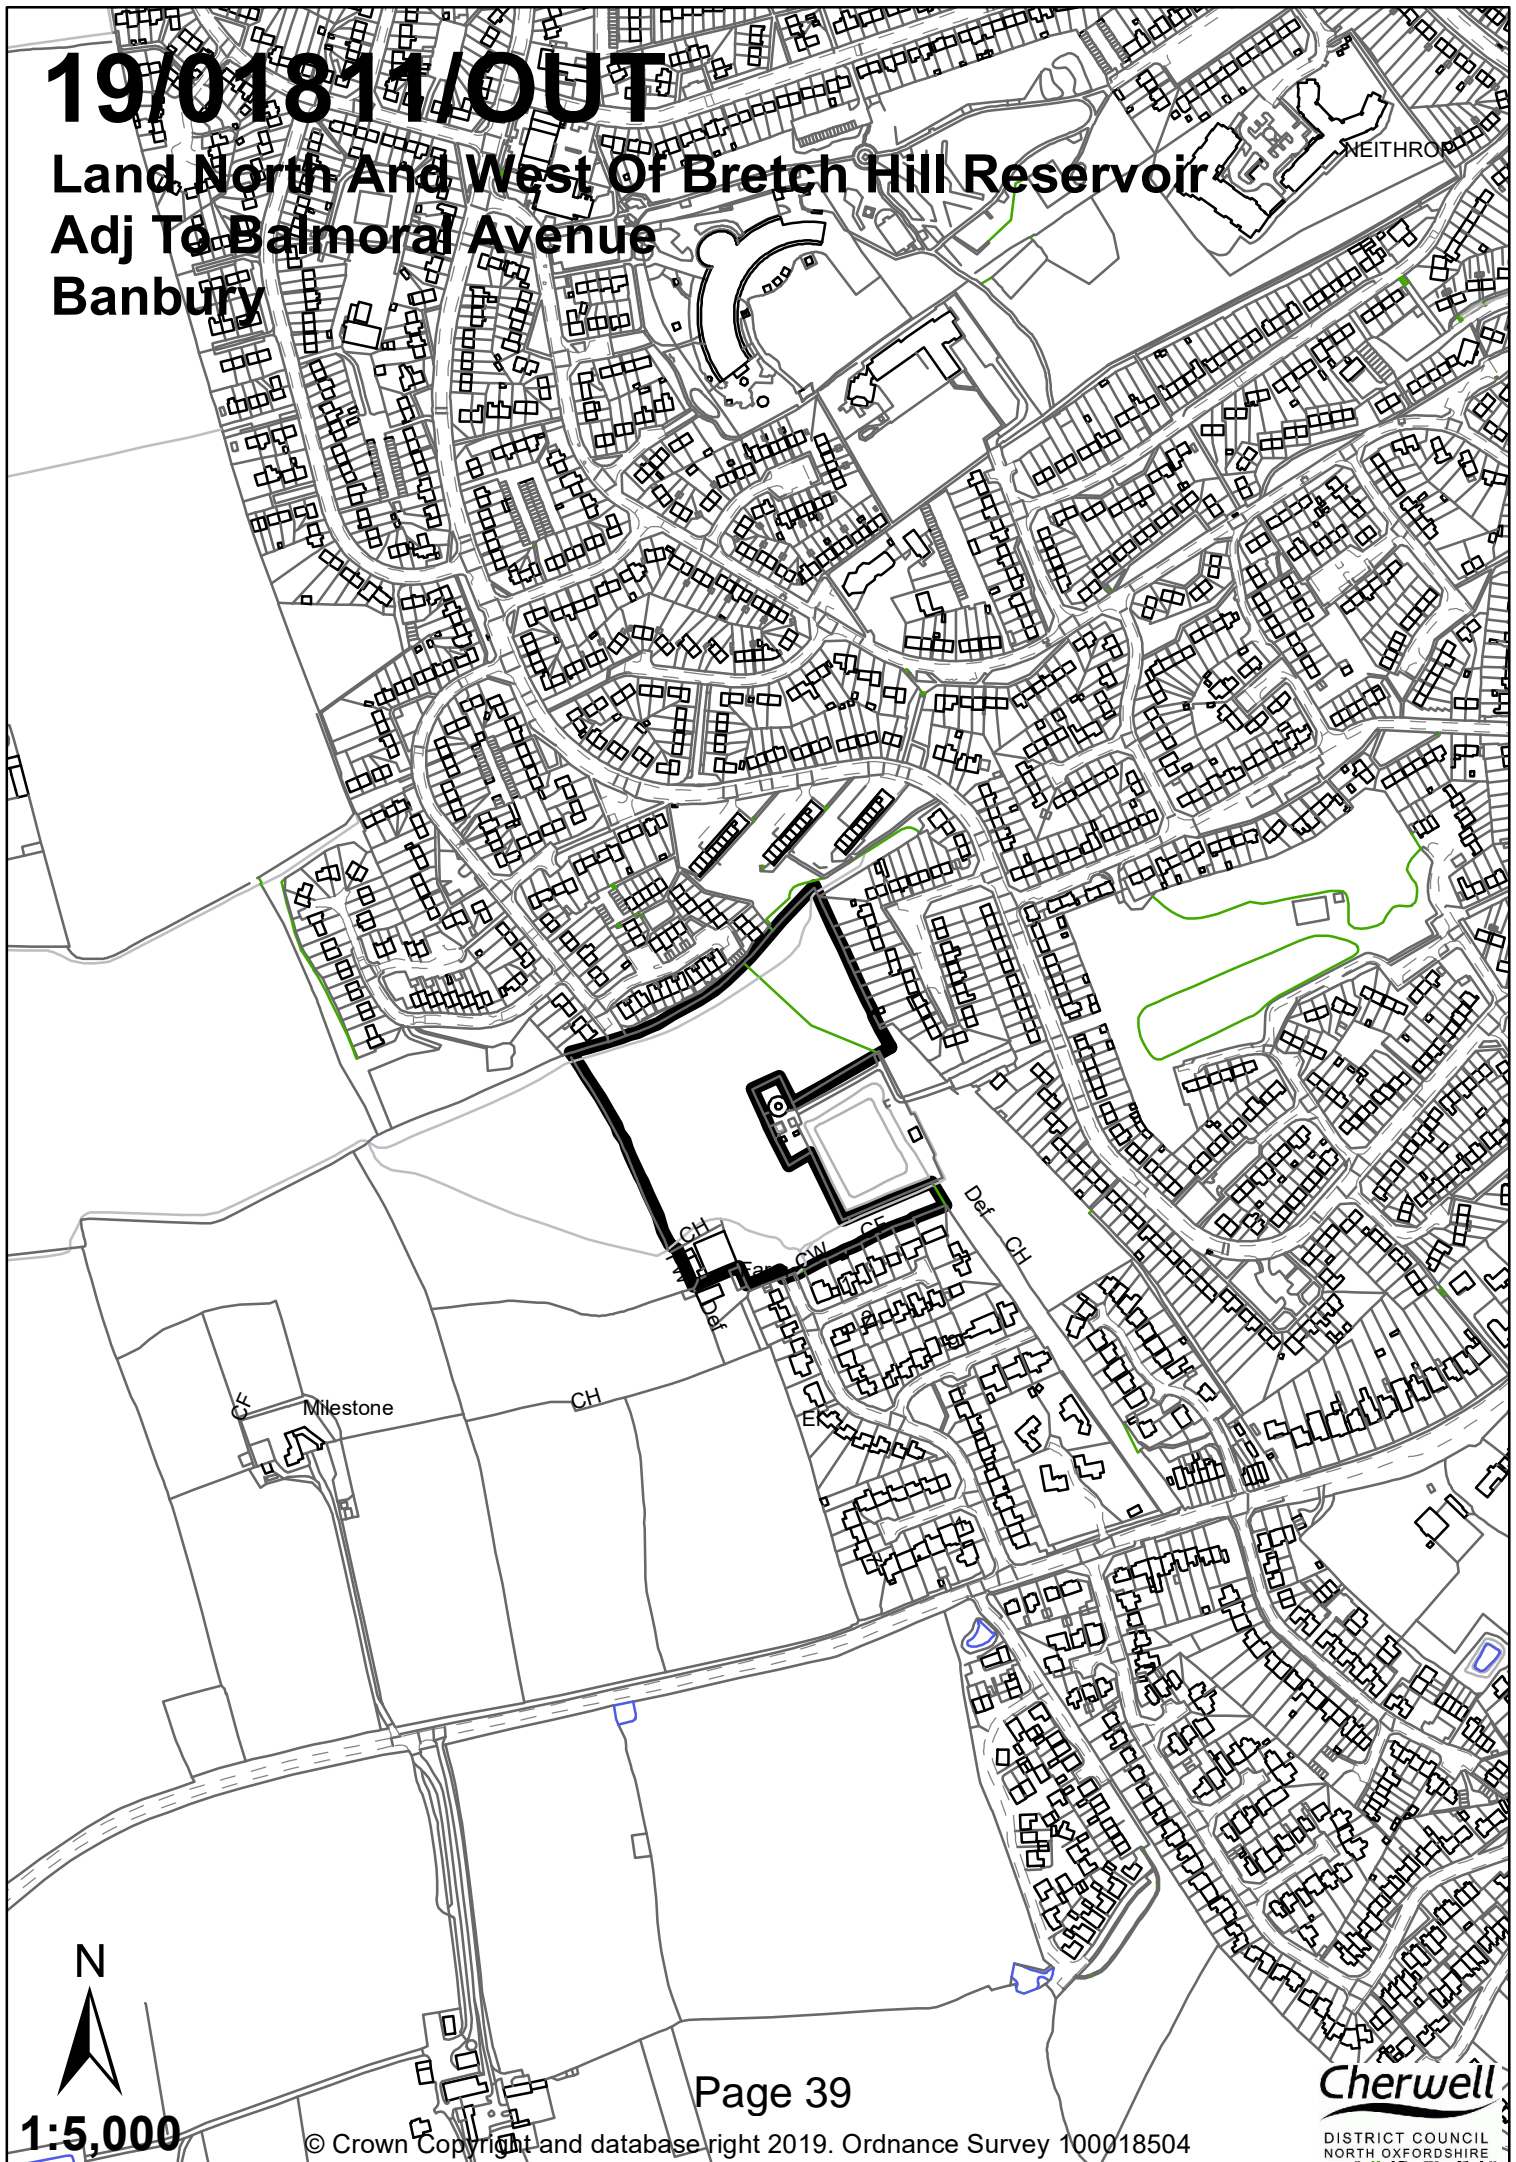 19/01811/OUT
Land North And West Of Bretch Hill Reservoir
Adj To Balmoral Avenue
Banbury
Def
CH
CH
CF
CW
Def
CH
CF
Milestone
El
N
1:5,000
Page 39
© Crown Copyright and database right 2019. Ordnance Survey 100018504
Cherwell
DISTRICT COUNCIL
NORTH OXFORDSHIRE